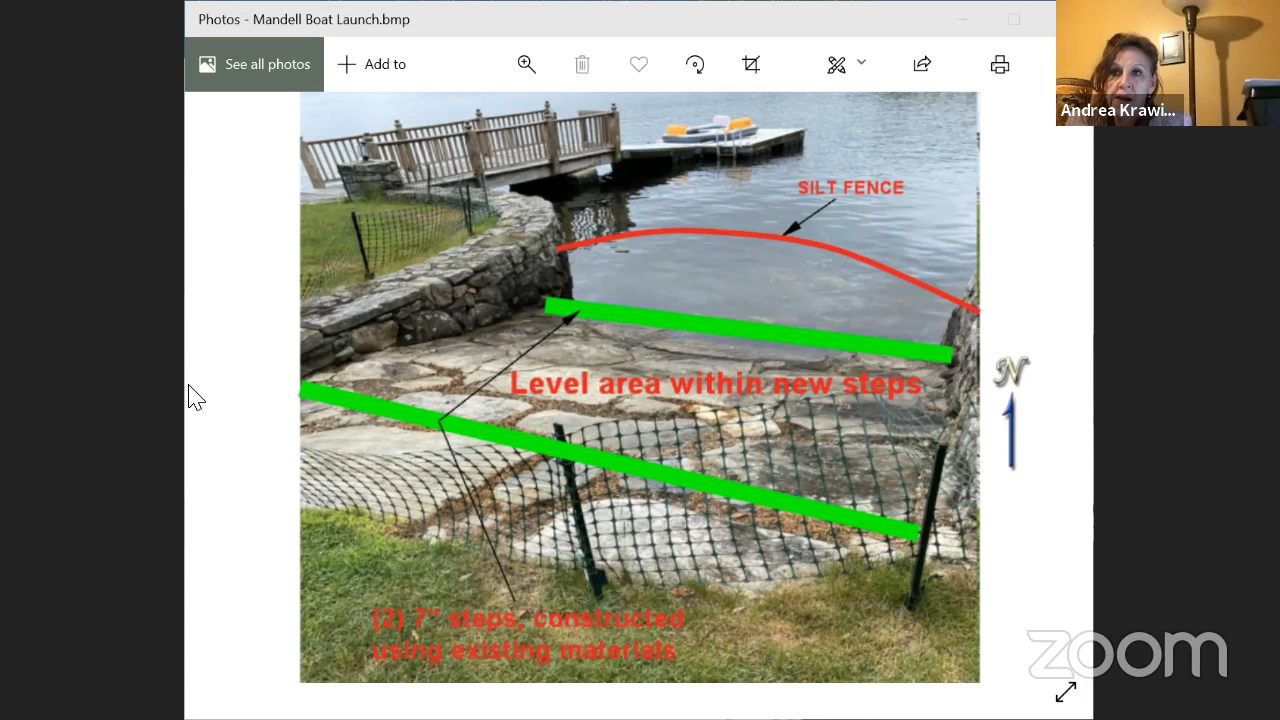 Photos - Mandell Boat Launch.bmp
See all photos
Add to
Andrea Krawi...
SILT FENCE
Level area within new steps
N
(2) 7" steps, constructed
using existing materials
zoom